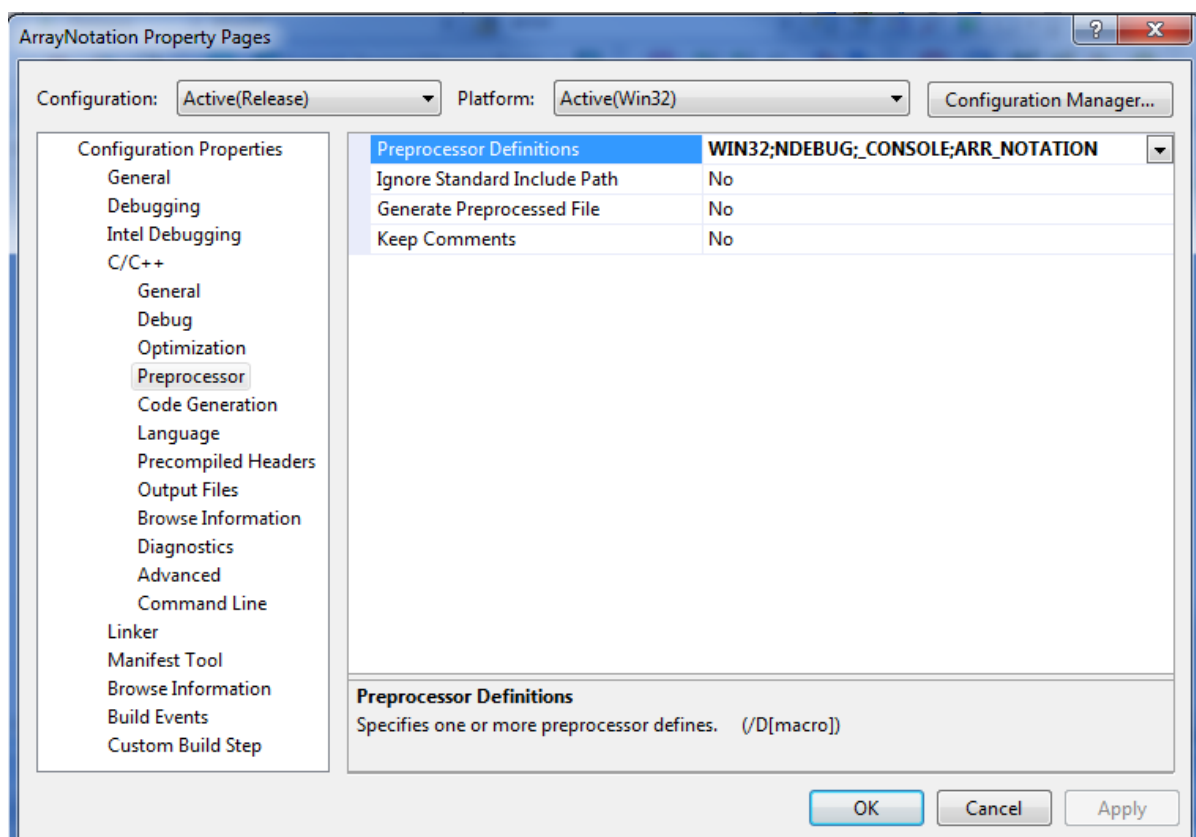 ArrayNotation Property Pages
?
Configuration: Active(Release) Platform: Active(Win32) Configuration Manager...
Configuration Properties
General
Debugging
Intel Debugging
C/C++
General
Debug
Optimization
Preprocessor
Code Generation
Language
Precompiled Headers
Output Files
Browse Information
Diagnostics
Advanced
Command Line
Linker
Manifest Tool
Browse Information
Build Events
Custom Build Step
Preprocessor Definitions WIN32;NDEBUG;_CONSOLE;ARR_NOTATION
Ignore Standard Include Path No
Generate Preprocessed File No
Keep Comments No
Preprocessor Definitions
Specifies one or more preprocessor defines. (/D[macro])
OK Cancel Apply